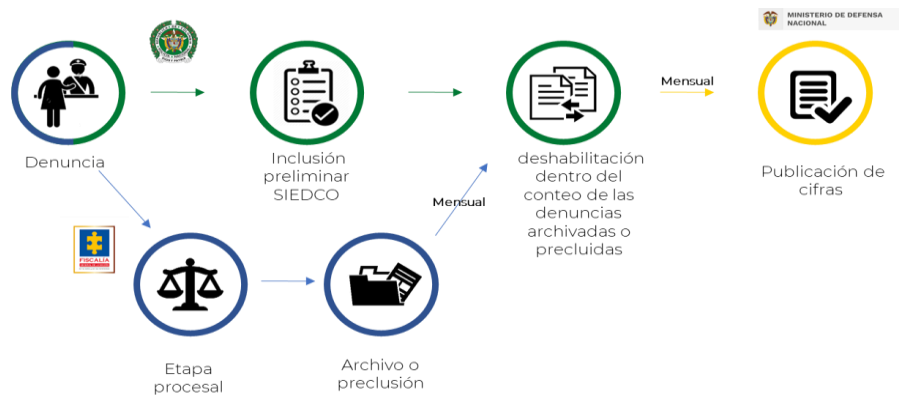 MINISTERIO DE DEFENSA
NACIONAL
Denuncia
Inclusión
preliminar
SIEDCO
deshabilitación
dentro del
conteo de las
denuncias
archivadas o
precluidas
Mensual
Publicación de
cifras
Mensual
FISCALIA
Etapa
procesal
Archivo o
preclusión